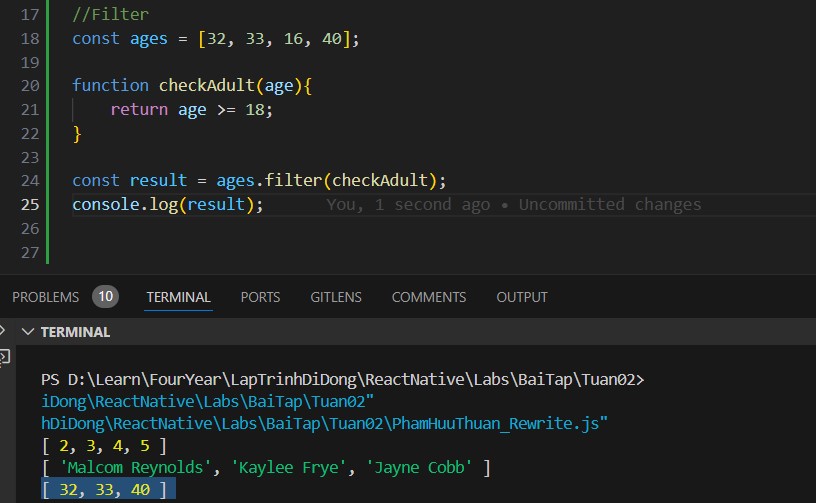 17 //Filter
18 const ages = [32, 33, 16, 40];
19
20 function checkAdult(age){
21     return age >= 18;
22 }
23
24 const result = ages.filter(checkAdult);
25 console.log(result);     You, 1 second ago • Uncommitted changes
26
27
PROBLEMS 10 TERMINAL PORTS GITLENS COMMENTS OUTPUT
TERMINAL
PS D:\Learn\FourYear\LapTrinhDiDong\ReactNative\Labs\BaiTap\Tuan02>
iDong\ReactNative\Labs\BaiTap\Tuan02"
hDiDong\ReactNative\Labs\BaiTap\Tuan02\PhamHuuThuan_Rewrite.js"
[ 2, 3, 4, 5 ]
[ 'Malcom Reynolds', 'Kaylee Frye', 'Jayne Cobb' ]
[ 32, 33, 40 ]